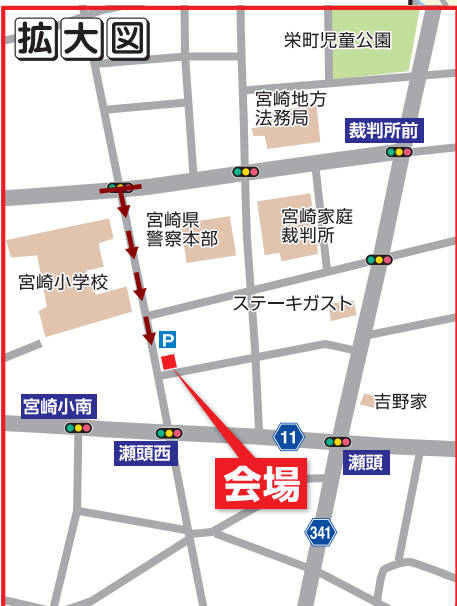 拡大図
栄町児童公園
宮崎地方
法務局
裁判所前
宮崎県
警察本部
宮崎家庭
裁判所
宮崎小学校
ステーキガスト
P
宮崎小南
吉野家
瀬頭西
11
瀬頭
会場
341